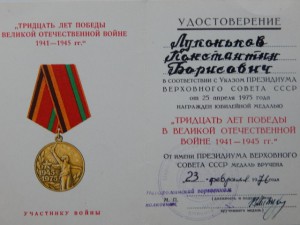 "ТРИДЦАТЬ ЛЕТ ПОБЕДЫ
ВЕЛИКОЙ ОТЕЧЕСТВЕННОЙ ВОЙНЕ
1941—1945 гг."
1945
1975
УЧАСТНИКУ ВОЙНЫ
УДОСТОВЕРЕНИЕ
Константин
Борисович
В СООТВЕТСТВИИ С УКАЗОМ ПРЕЗИДИУМА
ВЕРХОВНОГО СОВЕТА СССР
от 25 апреля 1975 года
НАГРАЖДЕН ЮБИЛЕЙНОЙ МЕДАЛЬЮ
"ТРИДЦАТЬ ЛЕТ ПОБЕДЫ
В ВЕЛИКОЙ ОТЕЧЕСТВЕННОЙ
ВОЙНЕ 1941—1945 гг."
От имени ПРЕЗИДИУМА ВЕРХОВНОГО
СОВЕТА СССР МЕДАЛЬ ВРУЧЕНА
23 февраля
М. П.